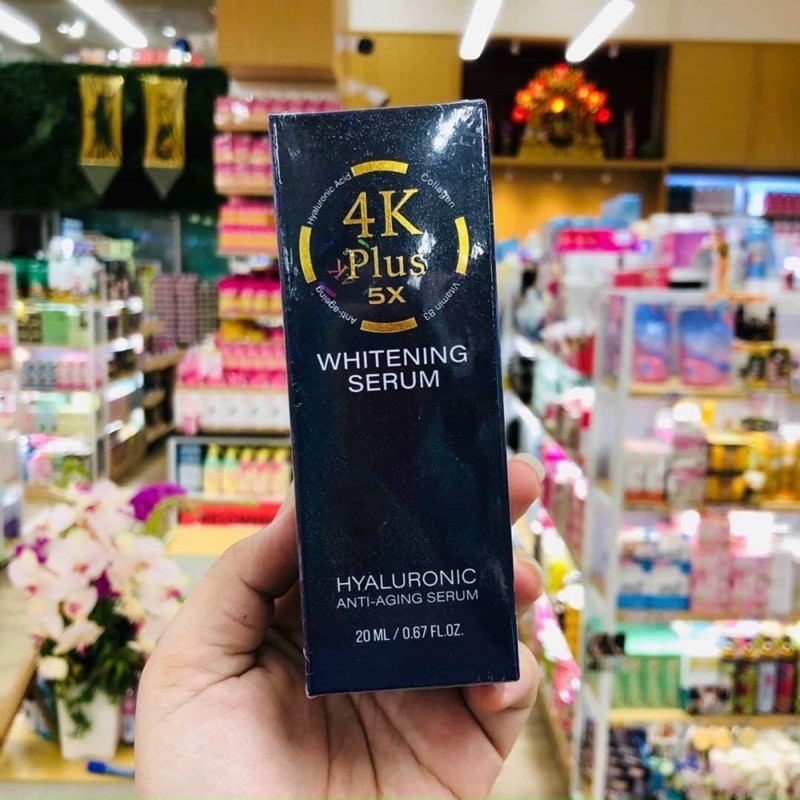 Hyaluronic Acid
Collagen
4K
Plus
5X
Anti-ageing
Vitamin B3
WHITENING
SERUM
HYALURONIC
ANTI-AGING SERUM
20 ML / 0.67 FL.OZ.